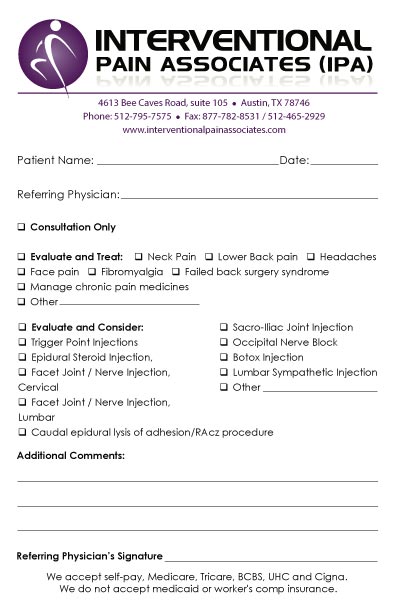 INTERVENTIONAL
PAIN ASSOCIATES (IPA)
4613 Bee Caves Road, suite 105 • Austin, TX 78746
Phone: 512-795-7575 • Fax: 877-782-8531 / 512-465-2929
www.interventionalpainassociates.com
Patient Name: ____ Date: ____
Referring Physician: ____
❑ Consultation Only
❑ Evaluate and Treat: ❑ Neck Pain ❑ Lower Back pain ❑ Headaches
❑ Face pain ❑ Fibromyalgia ❑ Failed back surgery syndrome
❑ Manage chronic pain medicines
❑ Other ____
❑ Evaluate and Consider:
❑ Trigger Point Injections
❑ Epidural Steroid Injection,
❑ Facet Joint / Nerve Injection,
Cervical
❑ Facet Joint / Nerve Injection,
Lumbar
❑ Caudal epidural lysis of adhesion/RAcz procedure
❑ Sacro-Iliac Joint Injection
❑ Occipital Nerve Block
❑ Botox Injection
❑ Lumbar Sympathetic Injection
❑ Other ____
Additional Comments:
Referring Physician's Signature ____
We accept self-pay, Medicare, Tricare, BCBS, UHC and Cigna.
We do not accept medicaid or worker's comp insurance.